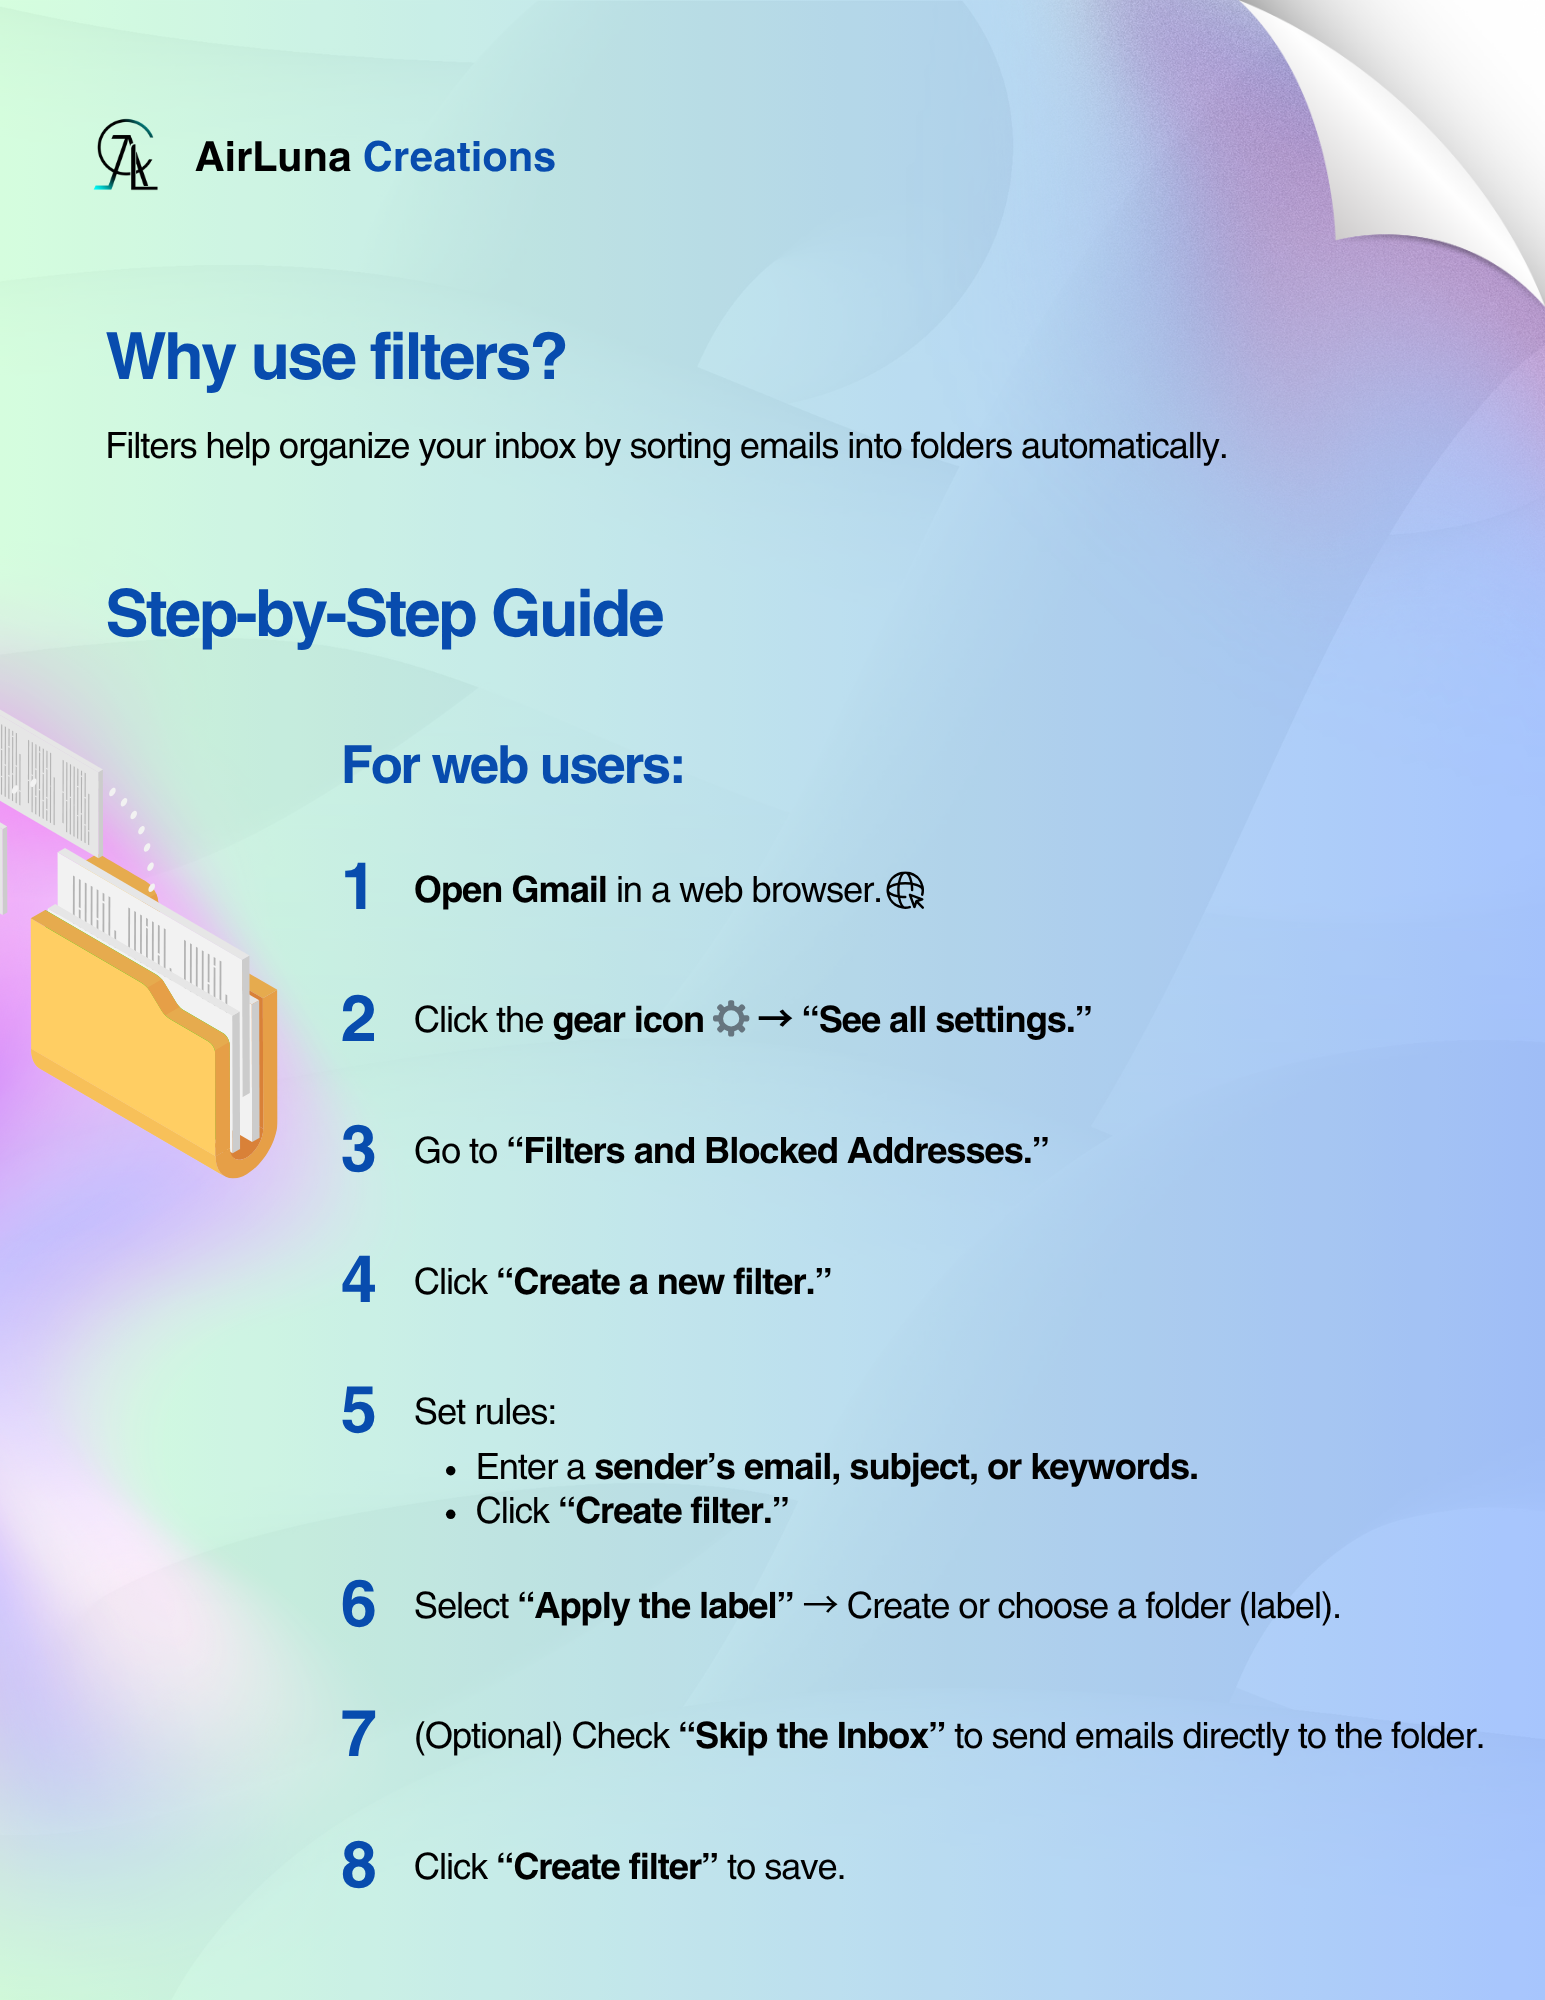 AirLuna Creations
Why use filters?
Filters help organize your inbox by sorting emails into folders automatically.
Step-by-Step Guide
For web users:
1 Open Gmail in a web browser.
2 Click the gear icon → “See all settings.”
3 Go to “Filters and Blocked Addresses.”
4 Click “Create a new filter.”
5 Set rules:
• Enter a sender’s email, subject, or keywords.
• Click “Create filter.”
6 Select “Apply the label” → Create or choose a folder (label).
7 (Optional) Check “Skip the Inbox” to send emails directly to the folder.
8 Click “Create filter” to save.